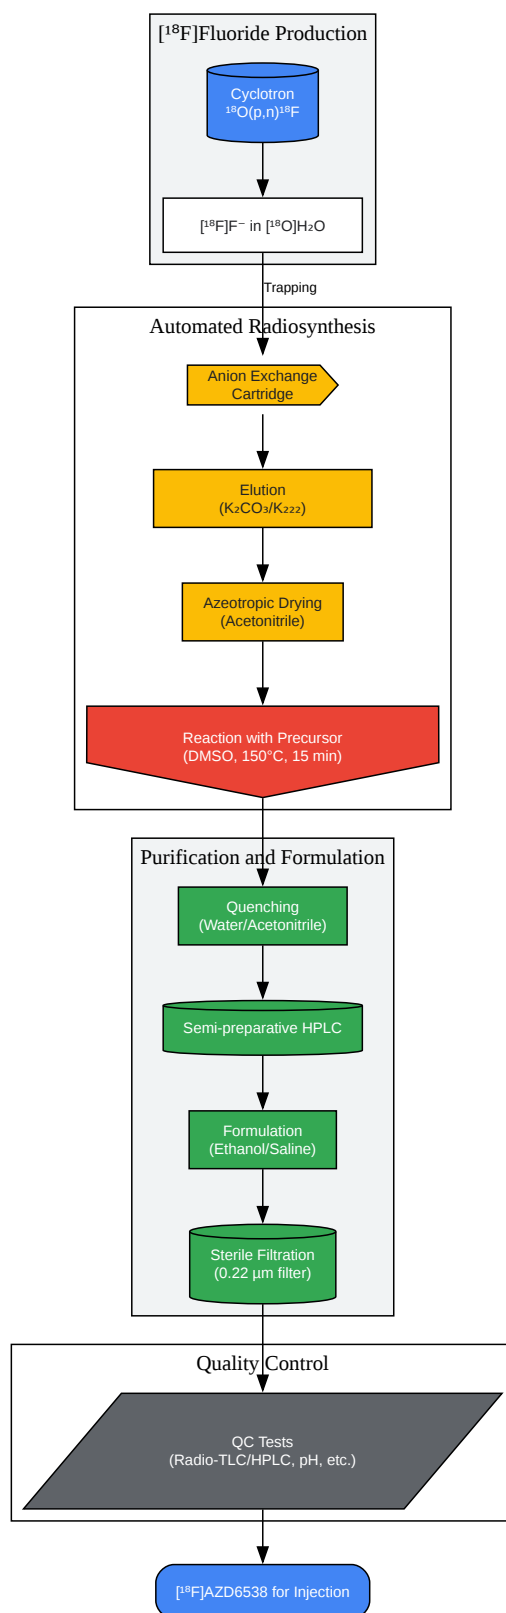 [¹⁸F]Fluoride Production
Cyclotron
¹⁸O(p,n)¹⁸F
[¹⁸F]F⁻ in [¹⁸O]H₂O
Trapping
Automated Radiosynthesis
Anion Exchange
Cartridge
Elution
(K₂CO₃/K₂₂₂)
Azeotropic Drying
(Acetonitrile)
Reaction with Precursor
(DMSO, 150°C, 15 min)
Purification and Formulation
Quenching
(Water/Acetonitrile)
Semi-preparative HPLC
Formulation
(Ethanol/Saline)
Sterile Filtration
(0.22 µm filter)
Quality Control
QC Tests
(Radio-TLC/HPLC, pH, etc.)
[¹⁸F]AZD6538 for Injection